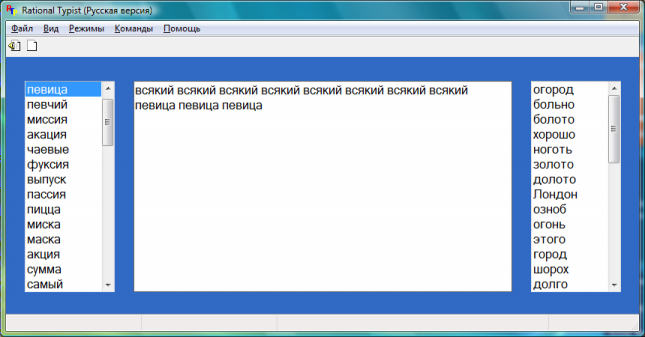 Rational Typist (Русская версия)
Файл Вид Режимы Команды Помощь
певица
певчий
миссия
акация
чаевые
фуксия
выпуск
пассия
пицца
миска
маска
акция
сумма
самый
всякий всякий всякий всякий всякий всякий всякий всякий
певица певица певица
огород
больно
болото
хорошо
ноготь
золото
долото
Лондон
озноб
огонь
этого
город
шорох
долго